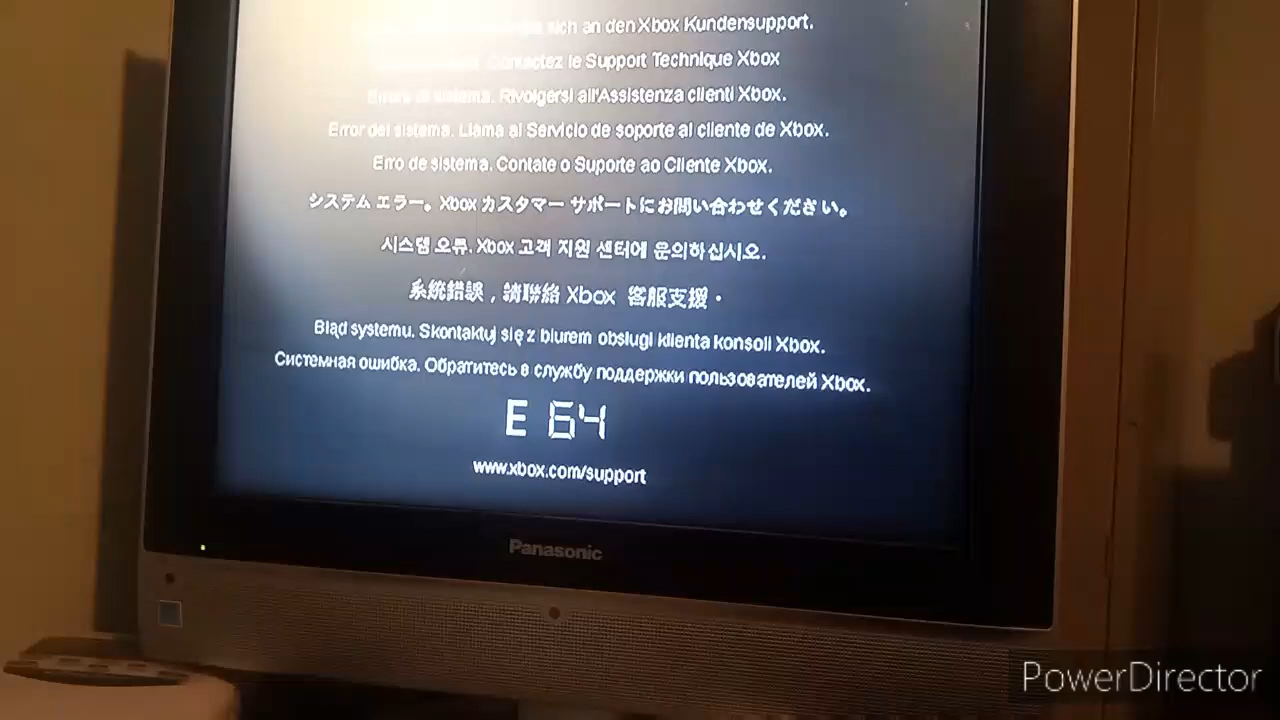 sich an den Xbox Kundensupport.
Contactez le Support Technique Xbox
Errore di sistema. Rivolgersi all'Assistenza clienti Xbox.
Error del sistema. Llama al Servicio de soporte al cliente de Xbox.
Erro de sistema. Contate o Suporte ao Cliente Xbox.
システム エラー。Xbox カスタマー サポートにお問い合わせください。
시스템 오류. Xbox 고객 지원 센터에 문의하십시오.
系統錯誤，請聯絡 Xbox 客服支援。
Błąd systemu. Skontaktuj się z biurem obsługi klienta konsoli Xbox.
Системная ошибка. Обратитесь в службу поддержки пользователей Xbox.
E 64
www.xbox.com/support
Panasonic
PowerDirector